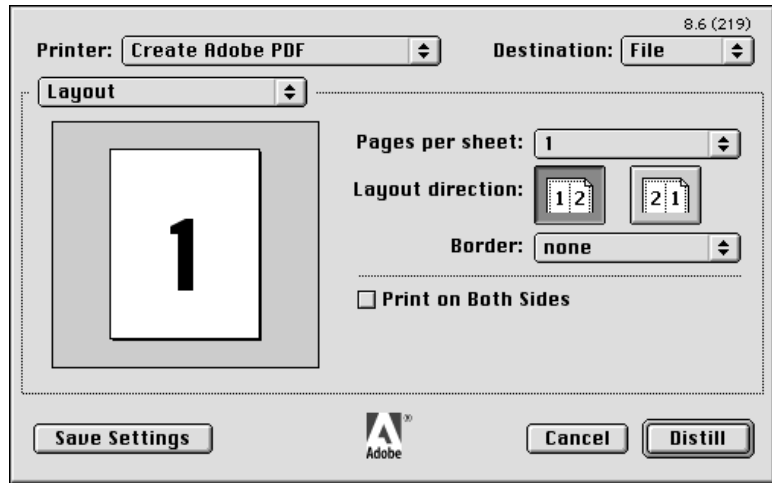 8.6 (219)
Printer: Create Adobe PDF Destination: File
Layout
Pages per sheet: 1
Layout direction: 1 2 2 1
1
Border: none
Print on Both Sides
Save Settings Adobe ® Cancel Distill